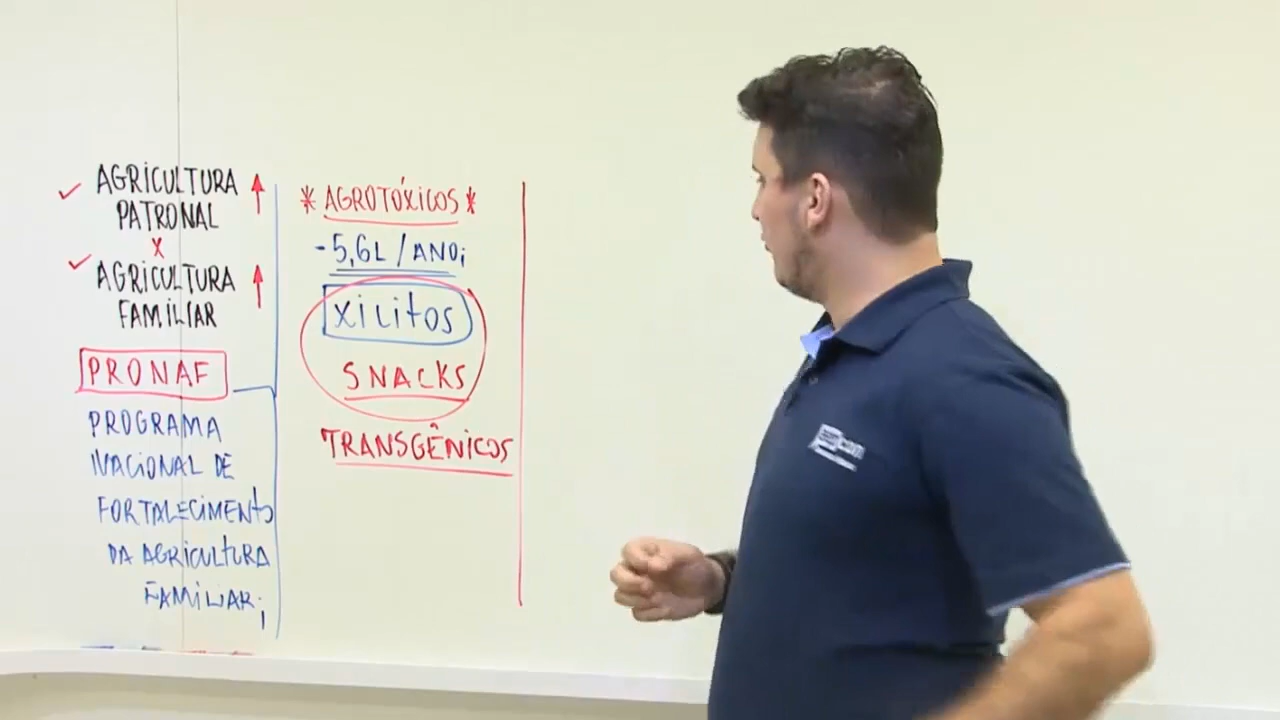 AGRICULTURA
PATRONAL
X
AGRICULTURA
FAMILIAR
PRONAF
PROGRAMA
NACIONAL DE
FORTALECIMENTO
DA AGRICULTURA
FAMILIAR;
* AGROTÓXICOS *
-5,6L / ANO;
XiLitos
SNACKS
TRANSGÊNICOS